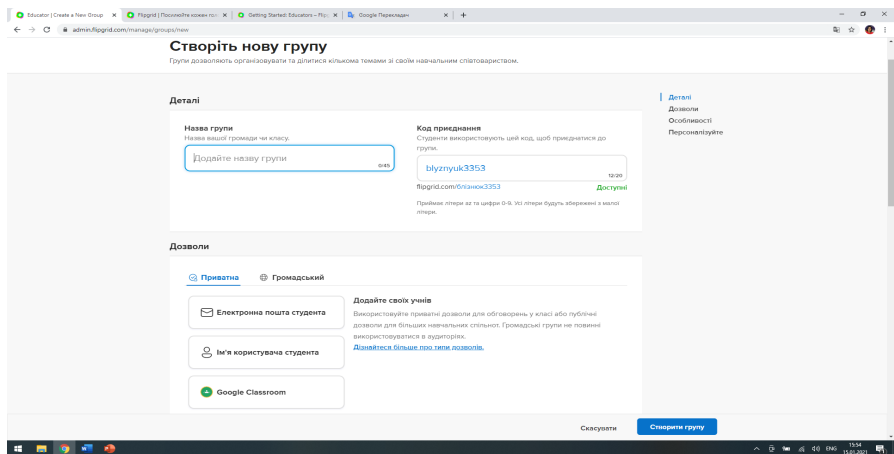 Educator | Create a New Group
Flipgrid | Посилюйте кожен гол
Getting Started: Educators – Flip
Google Перекладач
admin.flipgrid.com/manage/groups/new
Створіть нову групу
Групи дозволяють організовувати та ділитися кількома темами зі своїм навчальним співтовариством.
Деталі
Дозволи
Особливості
Персоналізуйте
Деталі
Назва групи
Назва вашої громади чи класу.
Додайте назву групи
0/45
Код приєднання
Студенти використовують цей код, щоб приєднатися до
групи.
blyznyuk3353
12/20
flipgrid.com/близнюк3353
Доступні
Приймає літери az та цифри 0-9. Усі літери будуть збережені з малої
літери.
Дозволи
Приватна
Громадський
Електронна пошта студента
Ім'я користувача студента
Google Classroom
Додайте своїх учнів
Використовуйте приватні дозволи для обговорень у класі або публічні
дозволи для більших навчальних спільнот. Громадські групи не повинні
використовуватися в аудиторіях.
Дізнайтеся більше про типи дозволів.
Скасувати
Створити групу
ENG
15:54
15.01.2021